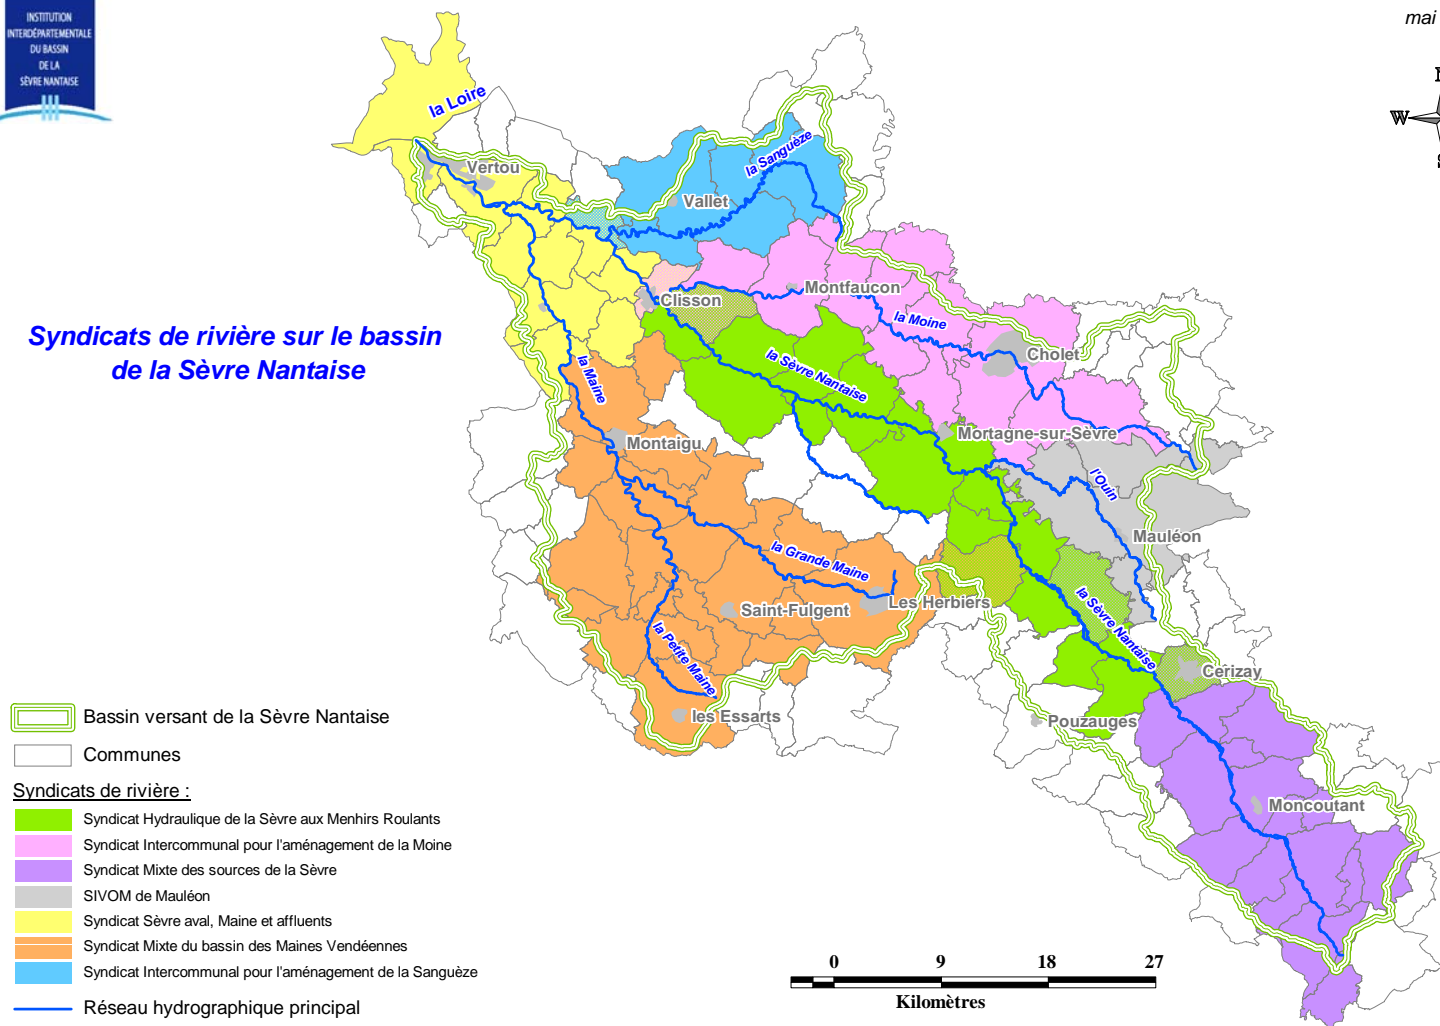 INSTITUTION
INTERDÉPARTEMENTALE
DU BASSIN
DE LA
SÈVRE NANTAISE
mai
W
la Loire
Vertou
la Sanguèze
Vallet
Clisson
Montfaucon
la Moine
Cholet
Syndicats de rivière sur le bassin
de la Sèvre Nantaise
la Maine
la Sèvre Nantaise
Montaigu
Mortagne-sur-Sèvre
l'Ouin
Mauléon
la Grande Maine
Saint-Fulgent
Les Herbiers
la Sèvre Nantaise
la Petite Maine
Cerizay
les Essarts
Pouzauges
Moncoutant
Bassin versant de la Sèvre Nantaise
Communes
Syndicats de rivière :
Syndicat Hydraulique de la Sèvre aux Menhirs Roulants
Syndicat Intercommunal pour l'aménagement de la Moine
Syndicat Mixte des sources de la Sèvre
SIVOM de Mauléon
Syndicat Sèvre aval, Maine et affluents
Syndicat Mixte du bassin des Maines Vendéennes
Syndicat Intercommunal pour l'aménagement de la Sanguèze
Réseau hydrographique principal
0 9 18 27
Kilomètres